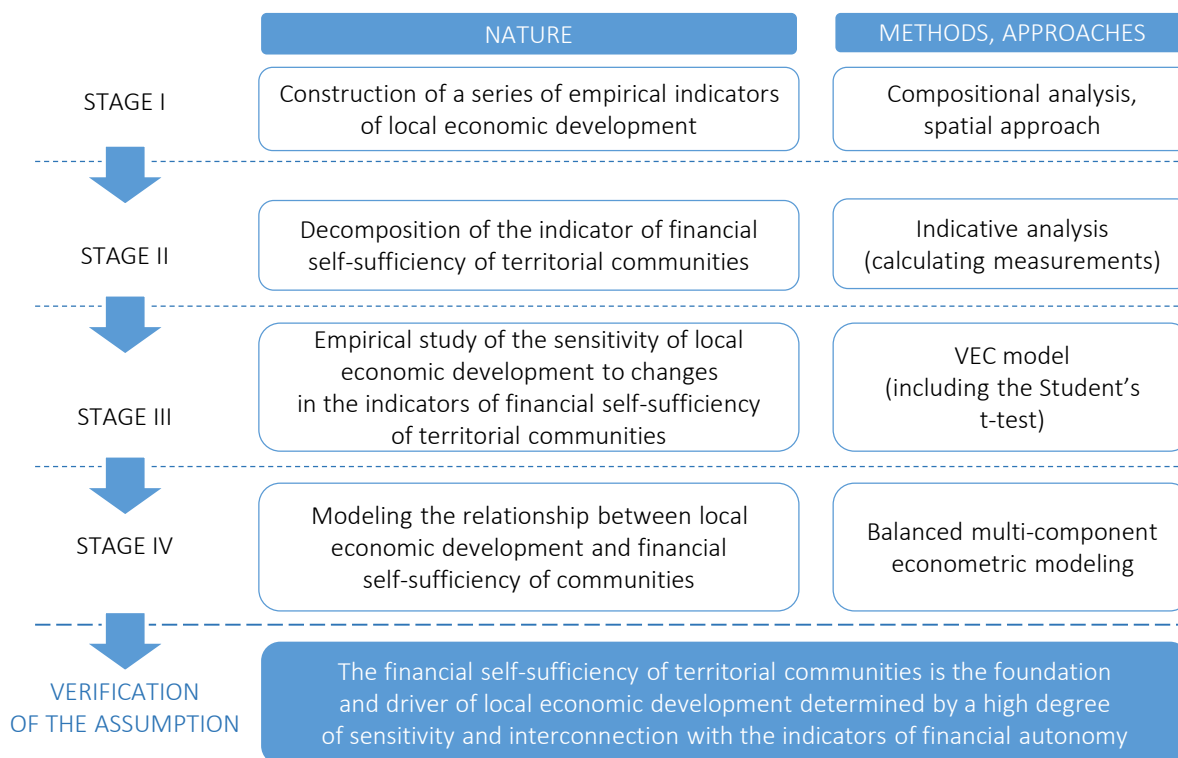 NATURE
METHODS, APPROACHES
STAGE I
Construction of a series of empirical indicators
of local economic development
Compositional analysis,
spatial approach
STAGE II
Decomposition of the indicator of financial
self-sufficiency of territorial communities
Indicative analysis
(calculating measurements)
STAGE III
Empirical study of the sensitivity of local
economic development to changes
in the indicators of financial self-sufficiency
of territorial communities
VEC model
(including the Student’s
t-test)
STAGE IV
Modeling the relationship between local
economic development and financial
self-sufficiency of communities
Balanced multi-component
econometric modeling
VERIFICATION
OF THE ASSUMPTION
The financial self-sufficiency of territorial communities is the foundation
and driver of local economic development determined by a high degree
of sensitivity and interconnection with the indicators of financial autonomy